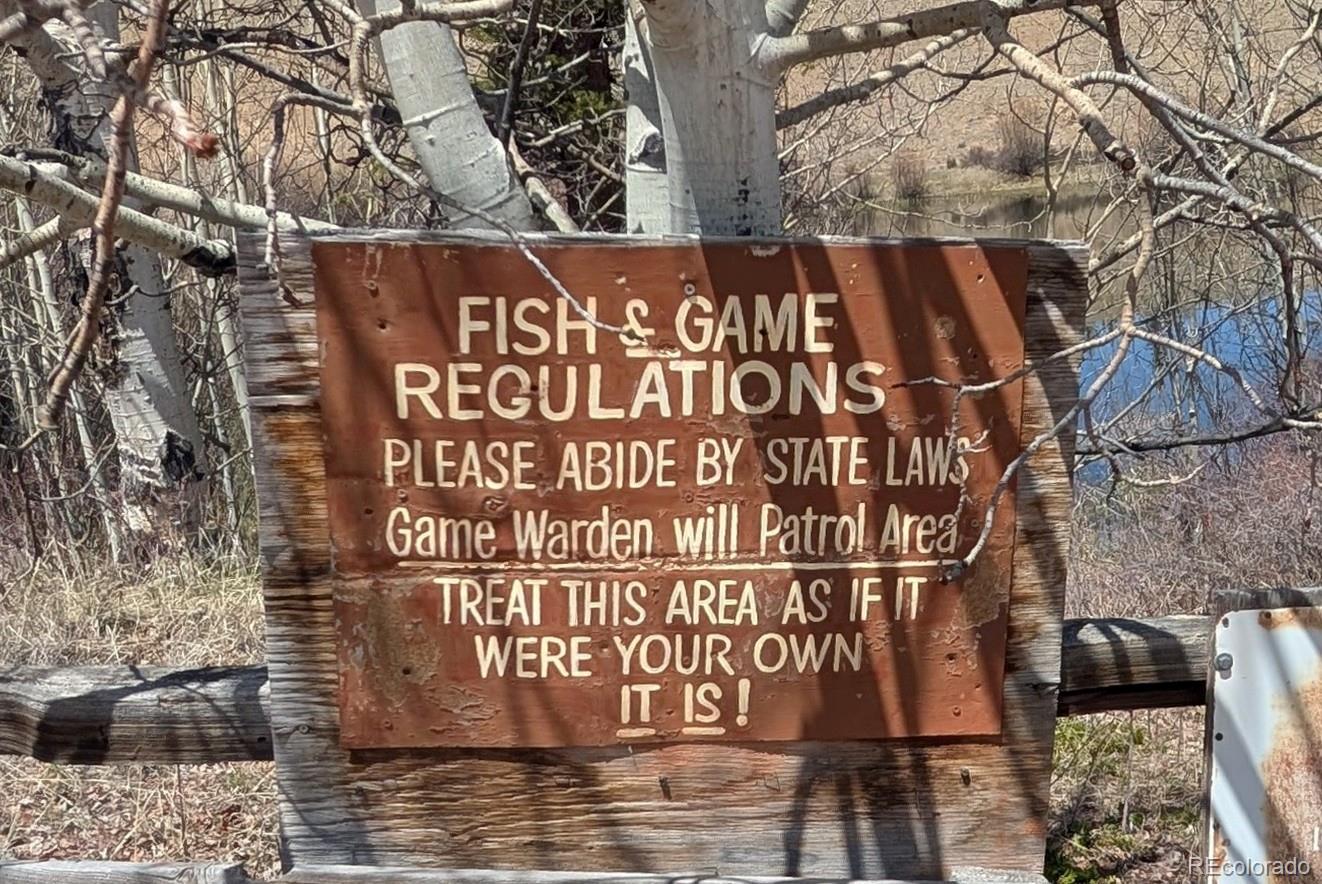 FISH & GAME
REGULATIONS
PLEASE ABIDE BY STATE LAWS
Game Warden will Patrol Area
TREAT THIS AREA AS IF IT
WERE YOUR OWN
IT IS!
REcolorado